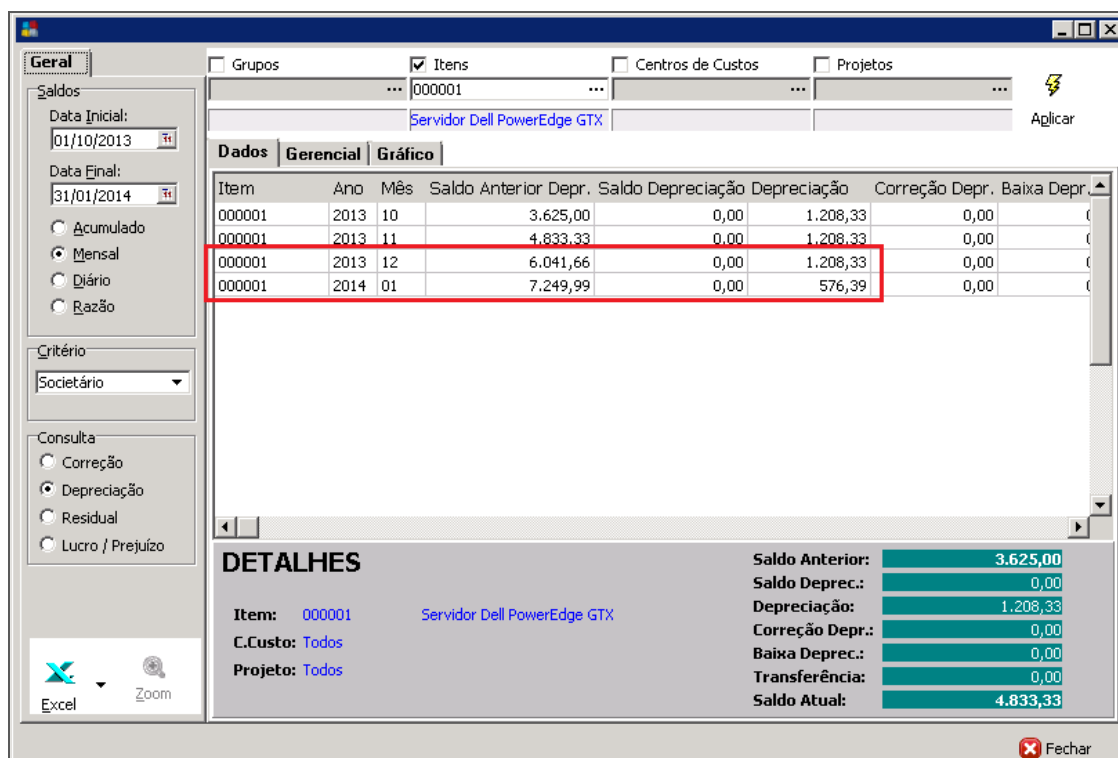 Geral
Saldos
Data Inicial:
01/10/2013
Data Final:
31/01/2014
Acumulado
Mensal
Diário
Razão
Critério
Societário
Consulta
Correção
Depreciação
Residual
Lucro / Prejuízo
Excel
Zoom
Grupos Itens Centros de Custos Projetos
... 000001 ... ... ...
Servidor Dell PowerEdge GTX
Aplicar
Dados Gerencial Gráfico
Item Ano Mês Saldo Anterior Depr. Saldo Depreciação Depreciação Correção Depr. Baixa Depr.
000001 2013 10 3.625,00 0,00 1.208,33 0,00
000001 2013 11 4.833,33 0,00 1.208,33 0,00
000001 2013 12 6.041,66 0,00 1.208,33 0,00
000001 2014 01 7.249,99 0,00 576,39 0,00
DETALHES
Item: 000001 Servidor Dell PowerEdge GTX
C.Custo: Todos
Projeto: Todos
Saldo Anterior: 3.625,00
Saldo Deprec.: 0,00
Depreciação: 1.208,33
Correção Depr.: 0,00
Baixa Deprec.: 0,00
Transferência: 0,00
Saldo Atual: 4.833,33
Fechar